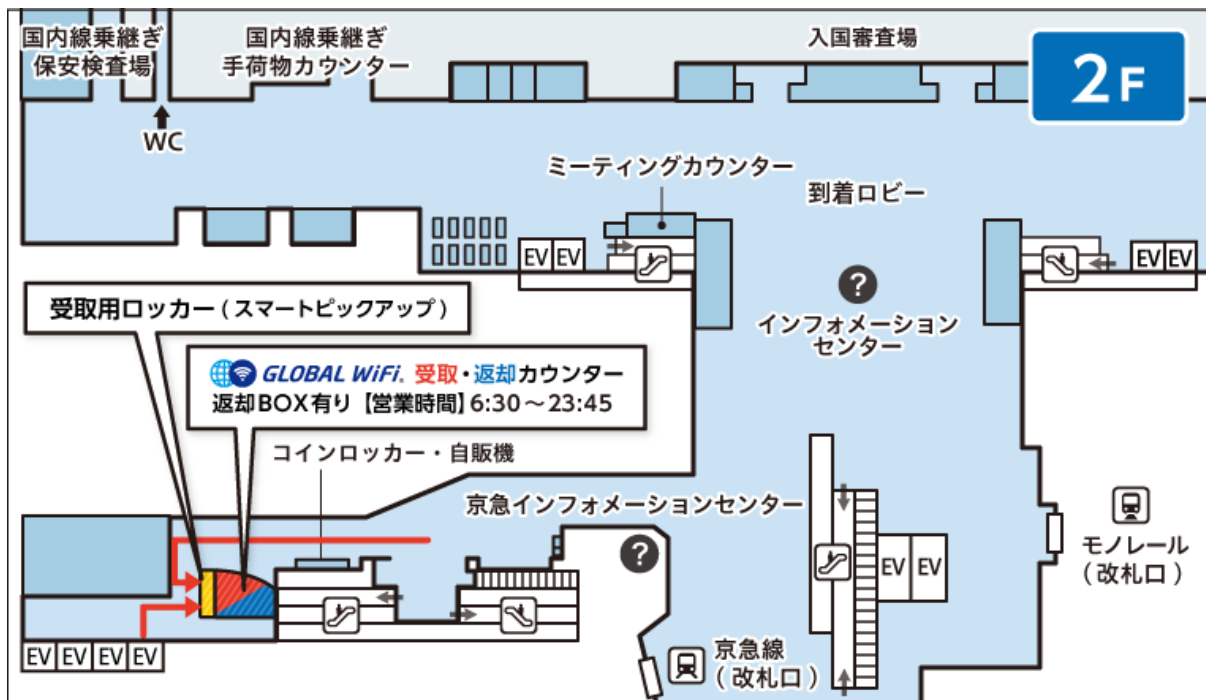 国内線乗継ぎ
保安検査場
国内線乗継ぎ
手荷物カウンター
入国審査場
2F
WC
ミーティングカウンター
到着ロビー
EV EV
EV EV
?
インフォメーション
センター
受取用ロッカー(スマートピックアップ)
GLOBAL WiFi. 受取・返却カウンター
返却BOX有り【営業時間】6:30~23:45
コインロッカー・自販機
京急インフォメーションセンター
?
EV EV
モノレール
(改札口)
EV EV EV EV
京急線
(改札口)